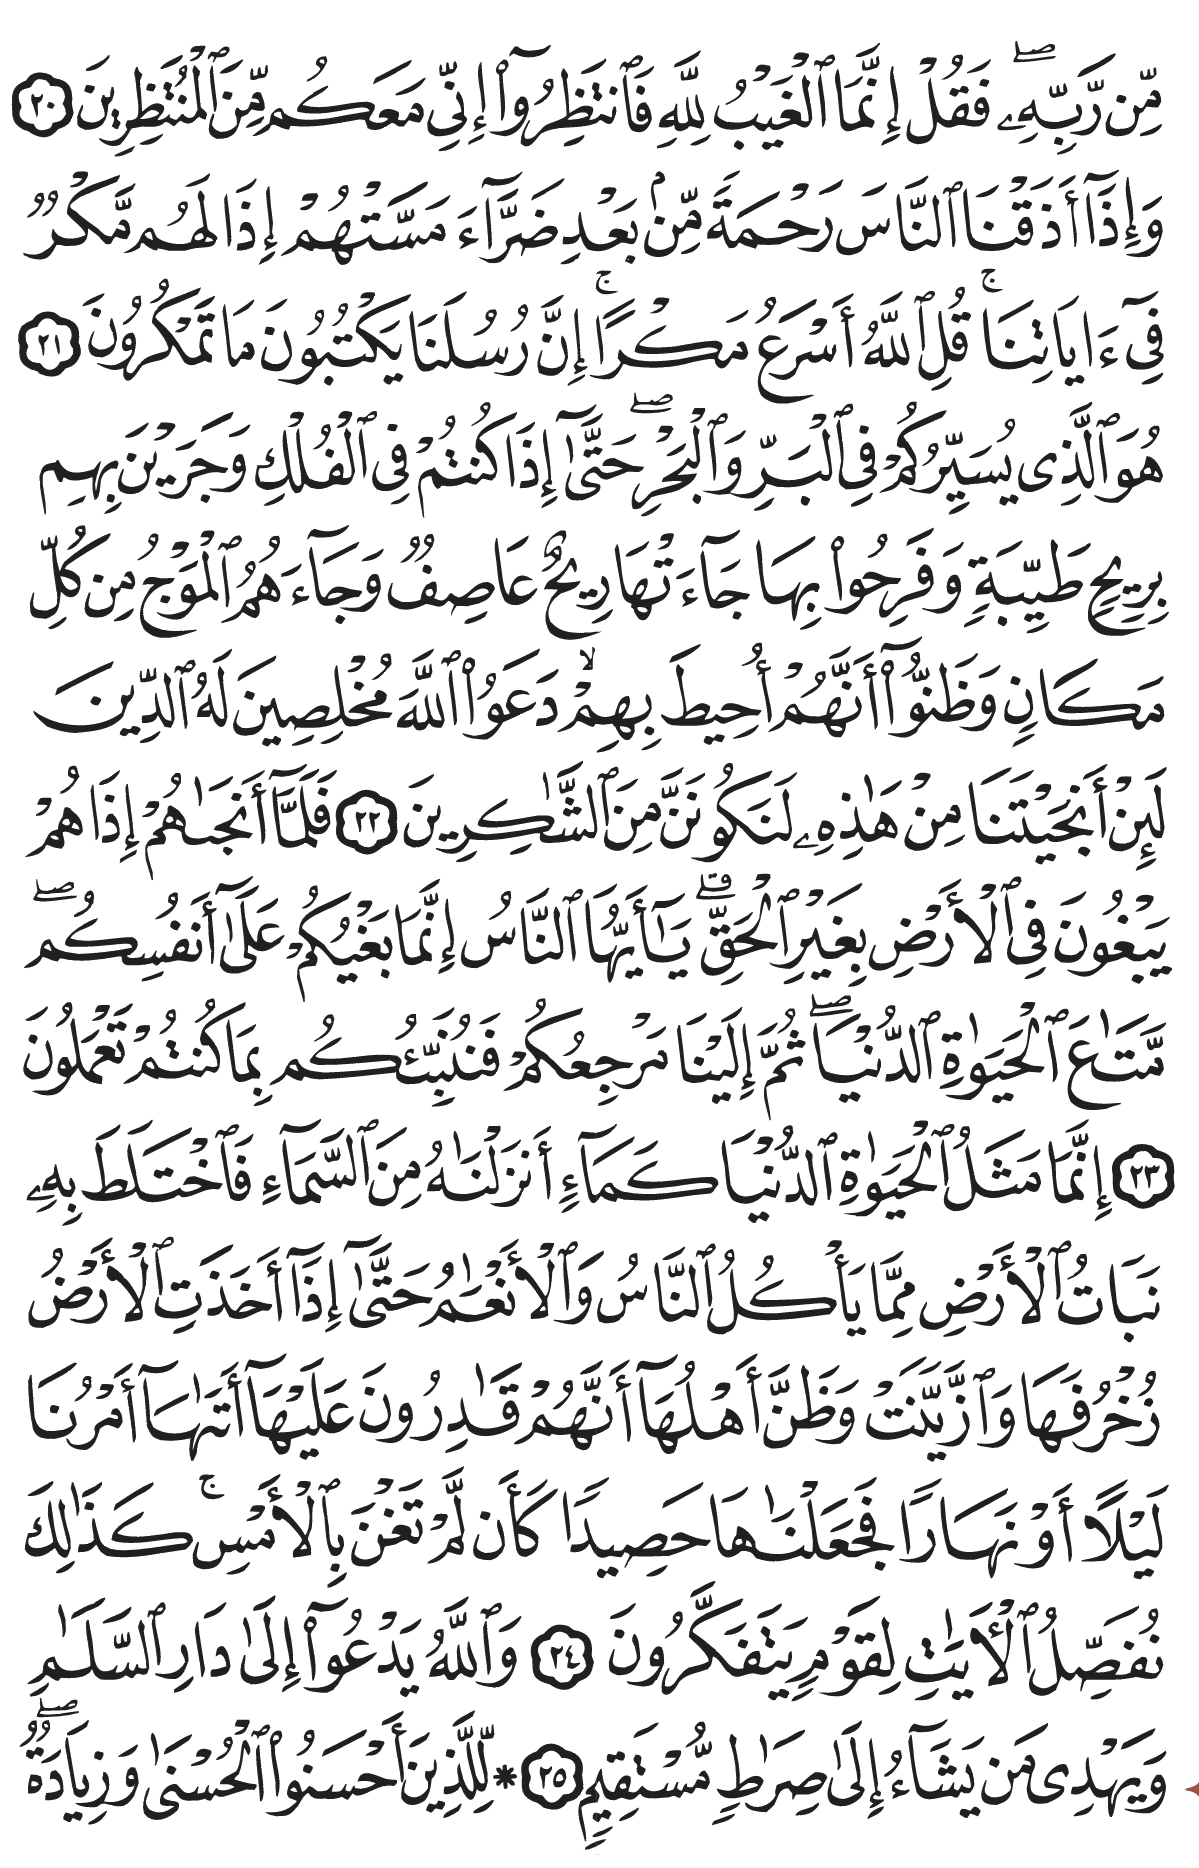 مِّن رَّبِّهِۦۖ فَقُلْ إِنَّمَا ٱلْغَيْبُ لِلَّهِ فَٱنتَظِرُوٓا۟ إِنِّى مَعَكُم مِّنَ ٱلْمُنتَظِرِينَ ٢٠
وَإِذَآ أَذَقْنَا ٱلنَّاسَ رَحْمَةً مِّنۢ بَعْدِ ضَرَّآءَ مَسَّتْهُمْ إِذَا لَهُم مَّكْرٌ
فِىٓ ءَايَاتِنَاۚ قُلِ ٱللَّهُ أَسْرَعُ مَكْرًاۚ إِنَّ رُسُلَنَا يَكْتُبُونَ مَا تَمْكُرُونَ ٢١
هُوَ ٱلَّذِى يُسَيِّرُكُمْ فِى ٱلْبَرِّ وَٱلْبَحْرِۖ حَتَّىٰٓ إِذَا كُنتُمْ فِى ٱلْفُلْكِ وَجَرَيْنَ بِهِم
بِرِيحٍ طَيِّبَةٍ وَفَرِحُوا۟ بِهَا جَآءَتْهَا رِيحٌ عَاصِفٌ وَجَآءَهُمُ ٱلْمَوْجُ مِن كُلِّ
مَكَانٍ وَظَنُّوٓا۟ أَنَّهُمْ أُحِيطَ بِهِمْۙ دَعَوُا۟ ٱللَّهَ مُخْلِصِينَ لَهُ ٱلدِّينَ
لَئِنْ أَنجَيْتَنَا مِنْ هَٰذِهِۦ لَنَكُونَنَّ مِنَ ٱلشَّٰكِرِينَ ٢٢ فَلَمَّآ أَنجَىٰهُمْ إِذَا هُمْ
يَبْغُونَ فِى ٱلْأَرْضِ بِغَيْرِ ٱلْحَقِّۗ يَٰٓأَيُّهَا ٱلنَّاسُ إِنَّمَا بَغْيُكُمْ عَلَىٰٓ أَنفُسِكُمۖ
مَّتَٰعَ ٱلْحَيَوٰةِ ٱلدُّنْيَاۖ ثُمَّ إِلَيْنَا مَرْجِعُكُمْ فَنُنَبِّئُكُم بِمَا كُنتُمْ تَعْمَلُونَ
٢٣ إِنَّمَا مَثَلُ ٱلْحَيَوٰةِ ٱلدُّنْيَا كَمَآءٍ أَنزَلْنَٰهُ مِنَ ٱلسَّمَآءِ فَٱخْتَلَطَ بِهِۦ
نَبَاتُ ٱلْأَرْضِ مِمَّا يَأْكُلُ ٱلنَّاسُ وَٱلْأَنْعَٰمُ حَتَّىٰٓ إِذَآ أَخَذَتِ ٱلْأَرْضُ
زُخْرُفَهَا وَٱزَّيَّنَتْ وَظَنَّ أَهْلُهَآ أَنَّهُمْ قَٰدِرُونَ عَلَيْهَآ أَتَىٰهَآ أَمْرُنَا
لَيْلًا أَوْ نَهَارًا فَجَعَلْنَٰهَا حَصِيدًا كَأَن لَّمْ تَغْنَ بِٱلْأَمْسِۚ كَذَٰلِكَ
نُفَصِّلُ ٱلْأَيَٰتِ لِقَوْمٍ يَتَفَكَّرُونَ ٢٤ وَٱللَّهُ يَدْعُوٓا۟ إِلَىٰ دَارِ ٱلسَّلَٰمِ
وَيَهْدِى مَن يَشَآءُ إِلَىٰ صِرَٰطٍ مُّسْتَقِيمٍ ٢٥ * لِّلَّذِينَ أَحْسَنُوا۟ ٱلْحُسْنَىٰ وَزِيَادَةٌۖ